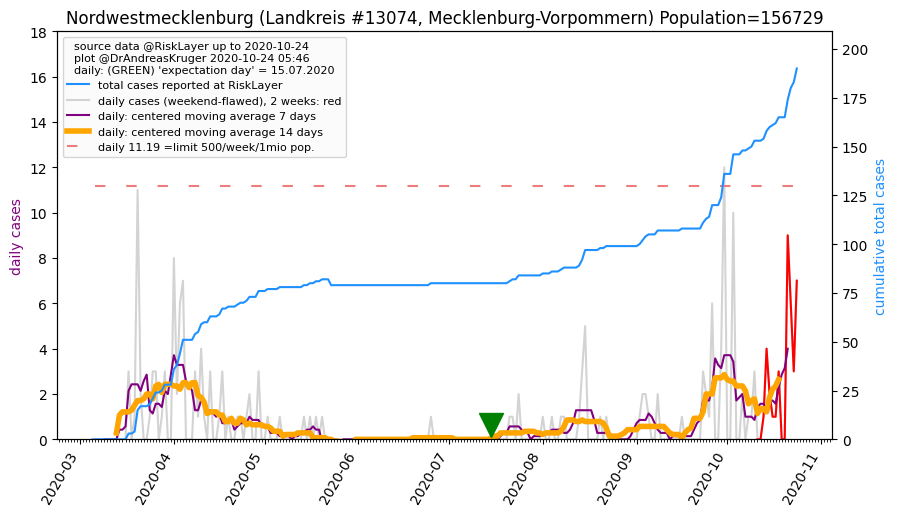 Nordwestmecklenburg (Landkreis #13074, Mecklenburg-Vorpommern) Population=156729
source data @RiskLayer up to 2020-10-24
plot @DrAndreasKruger 2020-10-24 05:46
daily: (GREEN) 'expectation day' = 15.07.2020
total cases reported at RiskLayer
daily cases (weekend-flawed), 2 weeks: red
daily: centered moving average 7 days
daily: centered moving average 14 days
daily 11.19 =limit 500/week/1mio pop.
daily cases
18
16
14
12
10
8
6
4
2
0
200
175
150
125
100
75
50
25
0
cumulative total cases
2020-03
2020-04
2020-05
2020-06
2020-07
2020-08
2020-09
2020-10
2020-11